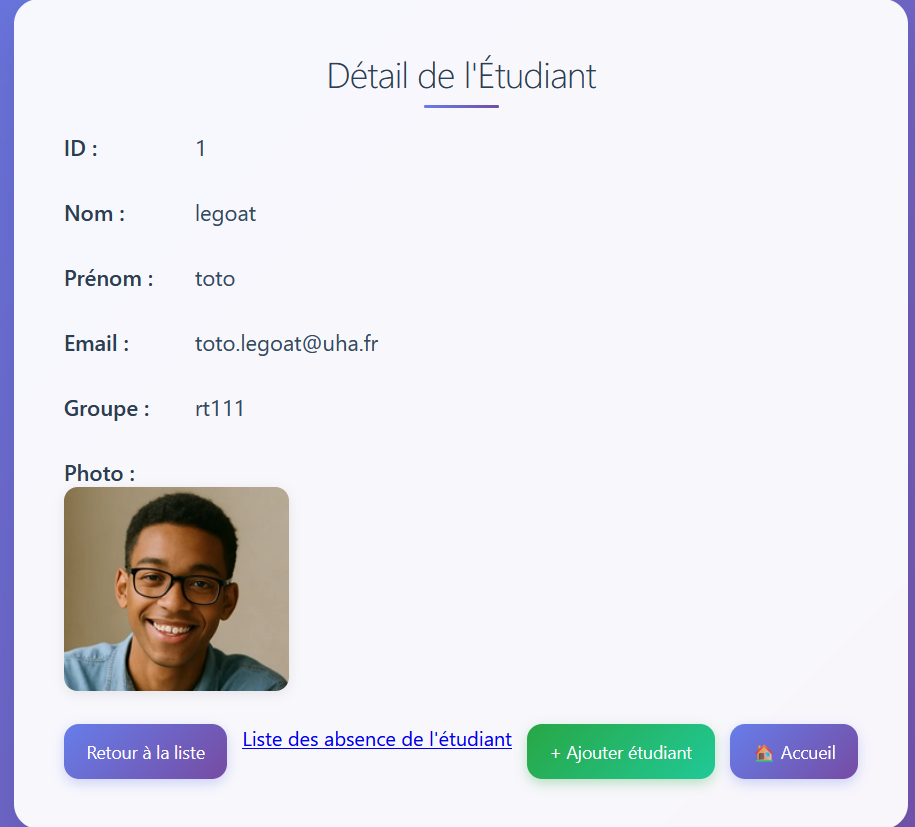 Détail de l'Étudiant
ID : 1
Nom : legoat
Prénom : toto
Email : toto.legoat@uha.fr
Groupe : rt111
Photo :
Retour à la liste Liste des absence de l'étudiant + Ajouter étudiant 🏠 Accueil